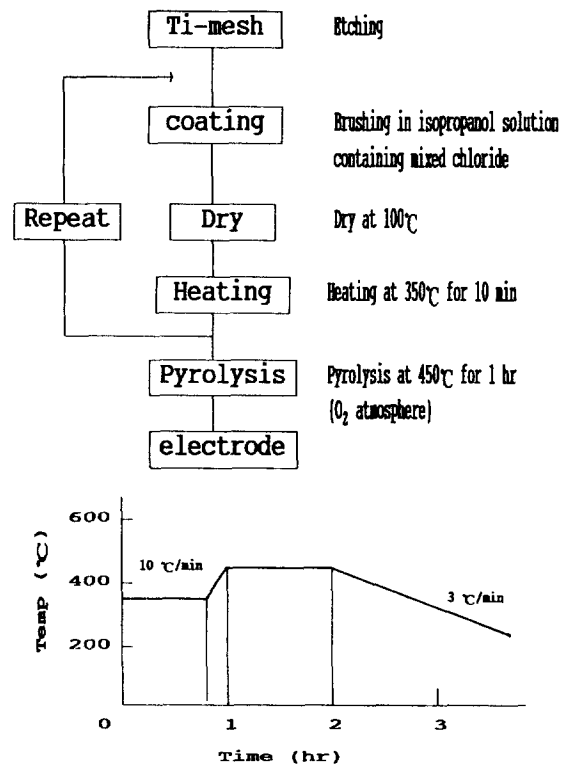 Ti-mesh Etching
coating Brushing in isopropanol solution
containing mixed chloride
Repeat Dry Dry at 100℃
Heating Heating at 350℃ for 10 min
Pyrolysis Pyrolysis at 450℃ for 1 hr
(O₂ atmosphere)
electrode
600
10 ℃/min
400
3 ℃/min
200
Temp (℃)
0 1 2 3
Time (hr)